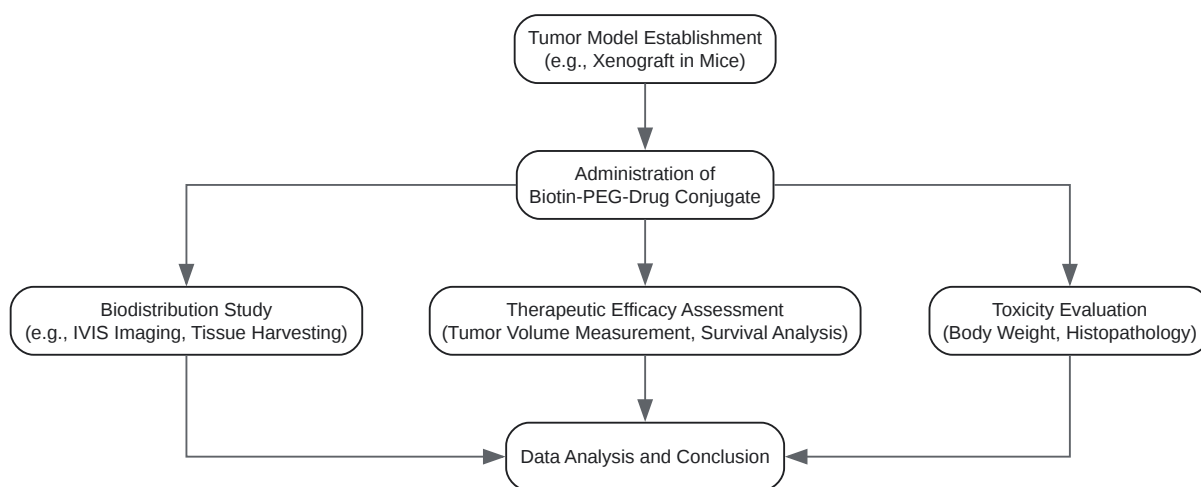 Tumor Model Establishment
(e.g., Xenograft in Mice)
Administration of
Biotin-PEG-Drug Conjugate
Biodistribution Study
(e.g., IVIS Imaging, Tissue Harvesting)
Therapeutic Efficacy Assessment
(Tumor Volume Measurement, Survival Analysis)
Toxicity Evaluation
(Body Weight, Histopathology)
Data Analysis and Conclusion